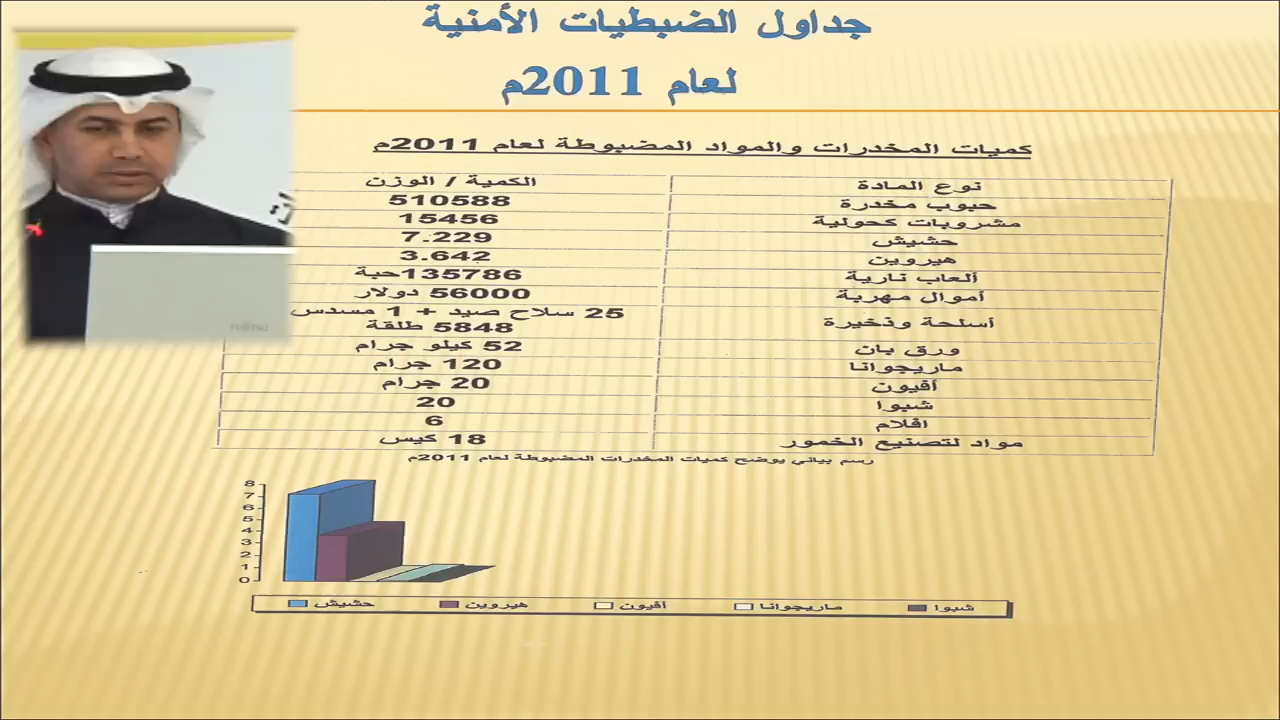 جداول الضبطيات الأمنية
لعام 2011م
كميات المخدرات والمواد المضبوطة لعام 2011م
نوع المادة الكمية / الوزن
حبوب مخدرة 510588
مشروبات كحولية 15456
حشيش 7.229
هيروين 3.642
ألعاب نارية 135786حبة
أموال مهربة 56000 دولار
أسلحة وذخيرة 25 سلاح صيد + 1 مسدس
5848 طلقة
ورق بان 52 كيلو جرام
ماريجوانا 120 جرام
أفيون 20 جرام
شبوا 20
افلام 6
مواد لتصنيع الخمور 18 كيس
رسم بياني يوضح كميات المخدرات المضبوطة لعام 2011م
8
7
6
5
4
3
2
1
0
حشيش هيروين أفيون ماريجوانا شبوا
FUJITSU